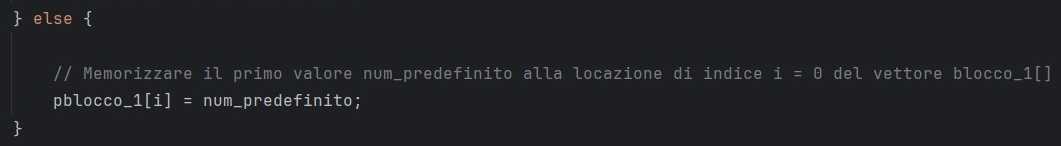 } else {
// Memorizzare il primo valore num_predefinito alla locazione di indice i = 0 del vettore blocco_1[]
pblocco_1[i] = num_predefinito;
}